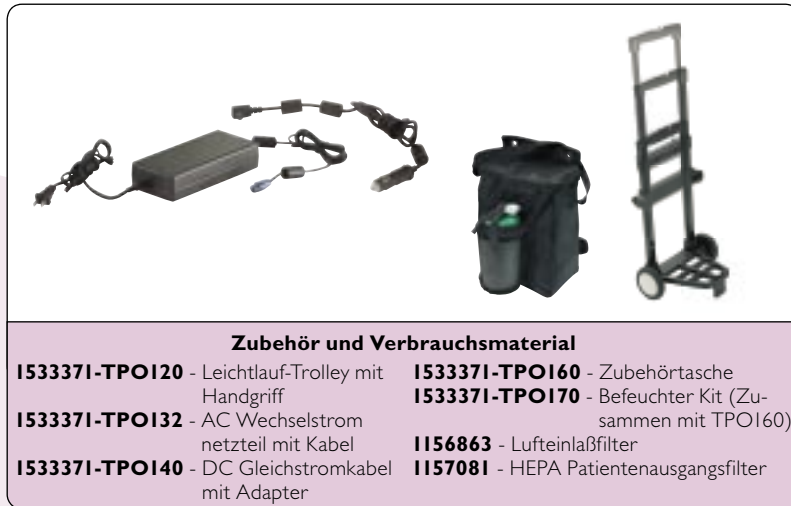 Zubehör und Verbrauchsmaterial
1533371-TPO120 - Leichtlauf-Trolley mit
Handgriff
1533371-TPO132 - AC Wechselstrom
netzteil mit Kabel
1533371-TPO140 - DC Gleichstromkabel
mit Adapter
1533371-TPO160 - Zubehörtasche
1533371-TPO170 - Befeuchter Kit (Zu-
sammen mit TPO160)
1156863 - Lufteinlaßfilter
1157081 - HEPA Patientenausgangsfilter